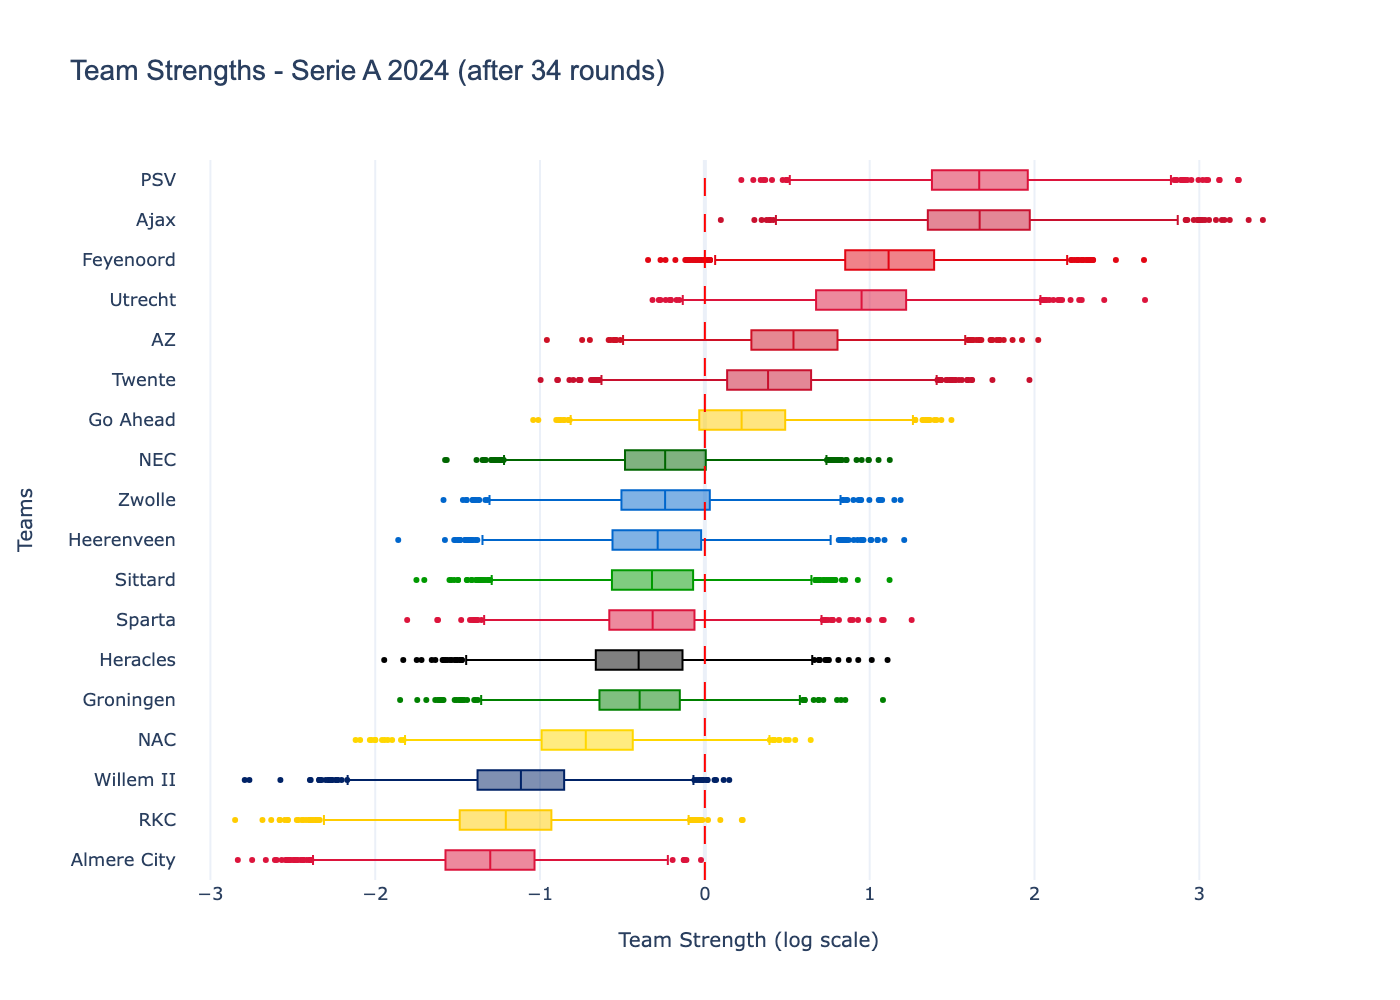 Team Strengths - Serie A 2024 (after 34 rounds)
PSV
Ajax
Feyenoord
Utrecht
AZ
Twente
Go Ahead
NEC
Zwolle
Heerenveen
Sittard
Sparta
Heracles
Groningen
NAC
Willem II
RKC
Almere City
Teams
−3 −2 −1 0 1 2 3
Team Strength (log scale)